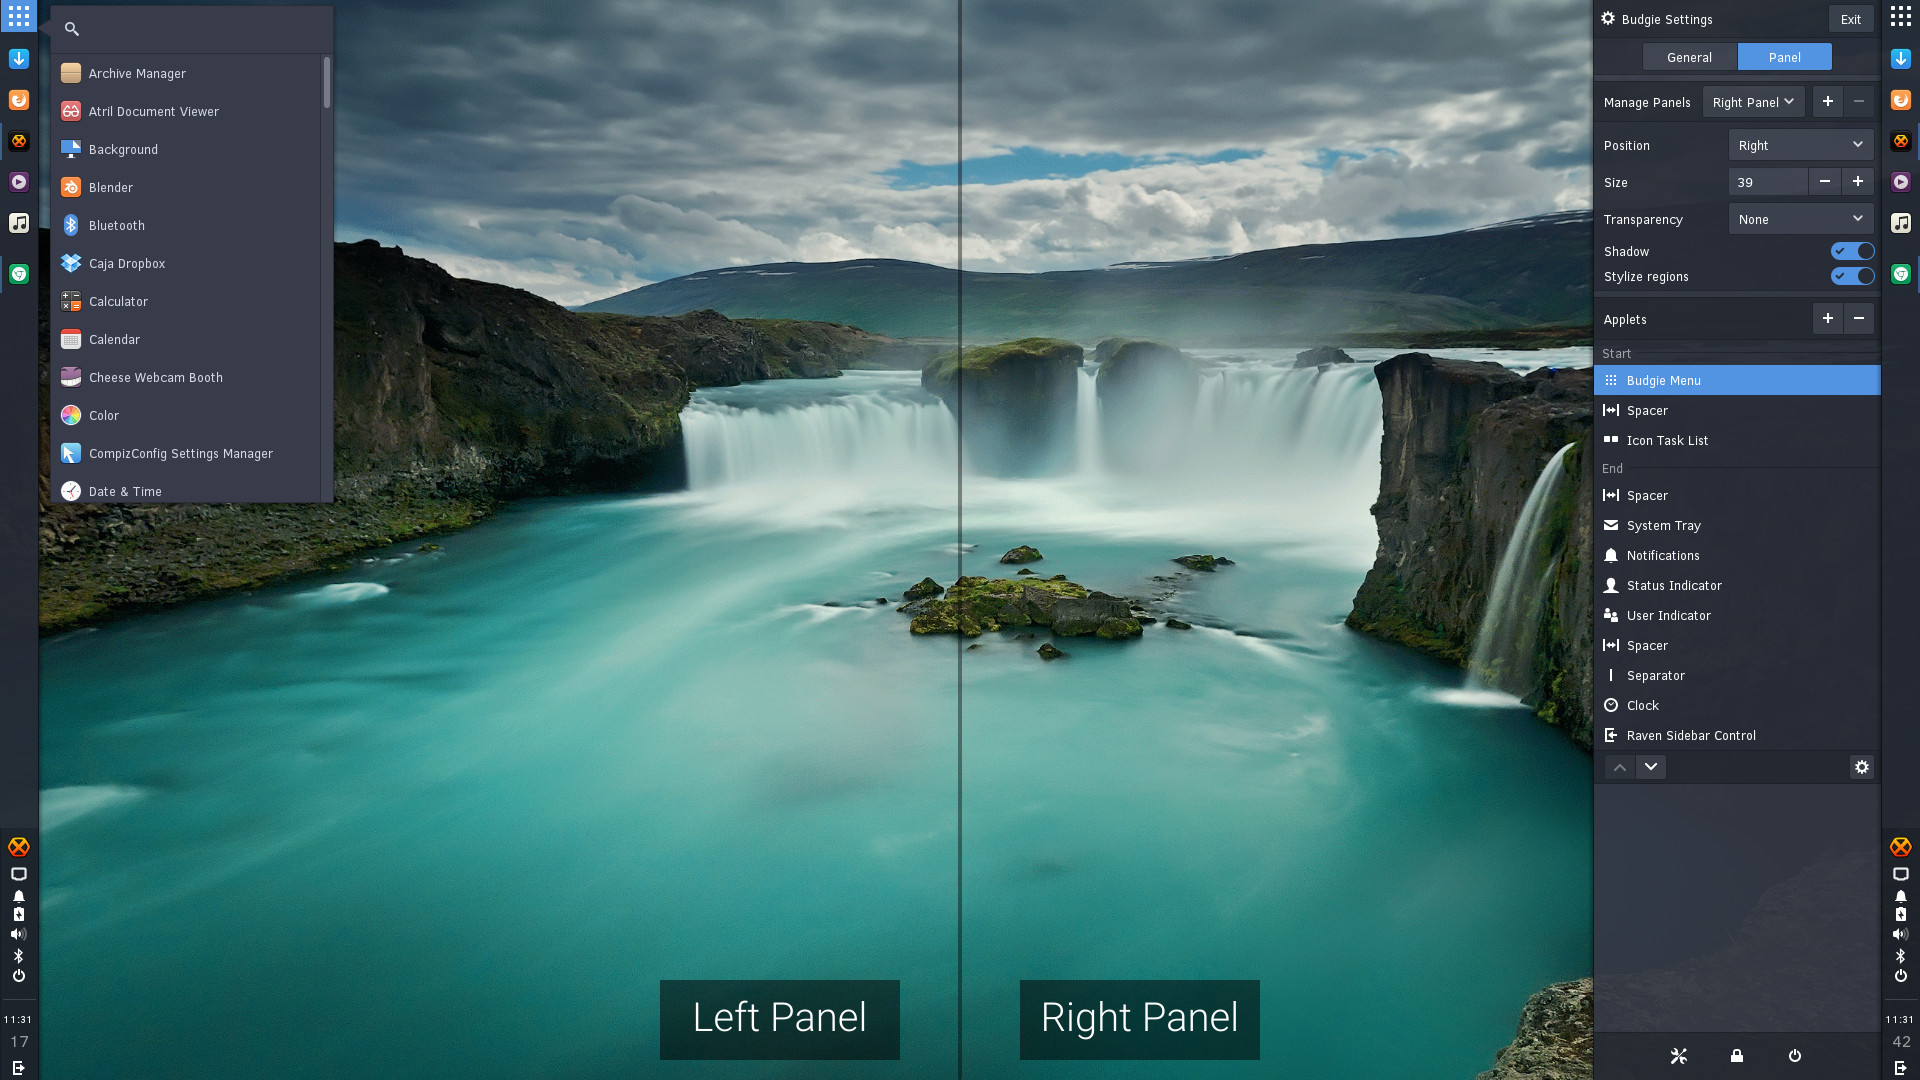 Archive Manager
Atril Document Viewer
Background
Blender
Bluetooth
Caja Dropbox
Calculator
Calendar
Cheese Webcam Booth
Color
CompizConfig Settings Manager
Date & Time
11:31
17
Left Panel
Right Panel
Budgie Settings
Exit
General
Panel
Manage Panels
Right Panel
Position
Right
Size
39
Transparency
None
Shadow
Stylize regions
Applets
Start
Budgie Menu
Spacer
Icon Task List
End
Spacer
System Tray
Notifications
Status Indicator
User Indicator
Spacer
Separator
Clock
Raven Sidebar Control
11:31
42